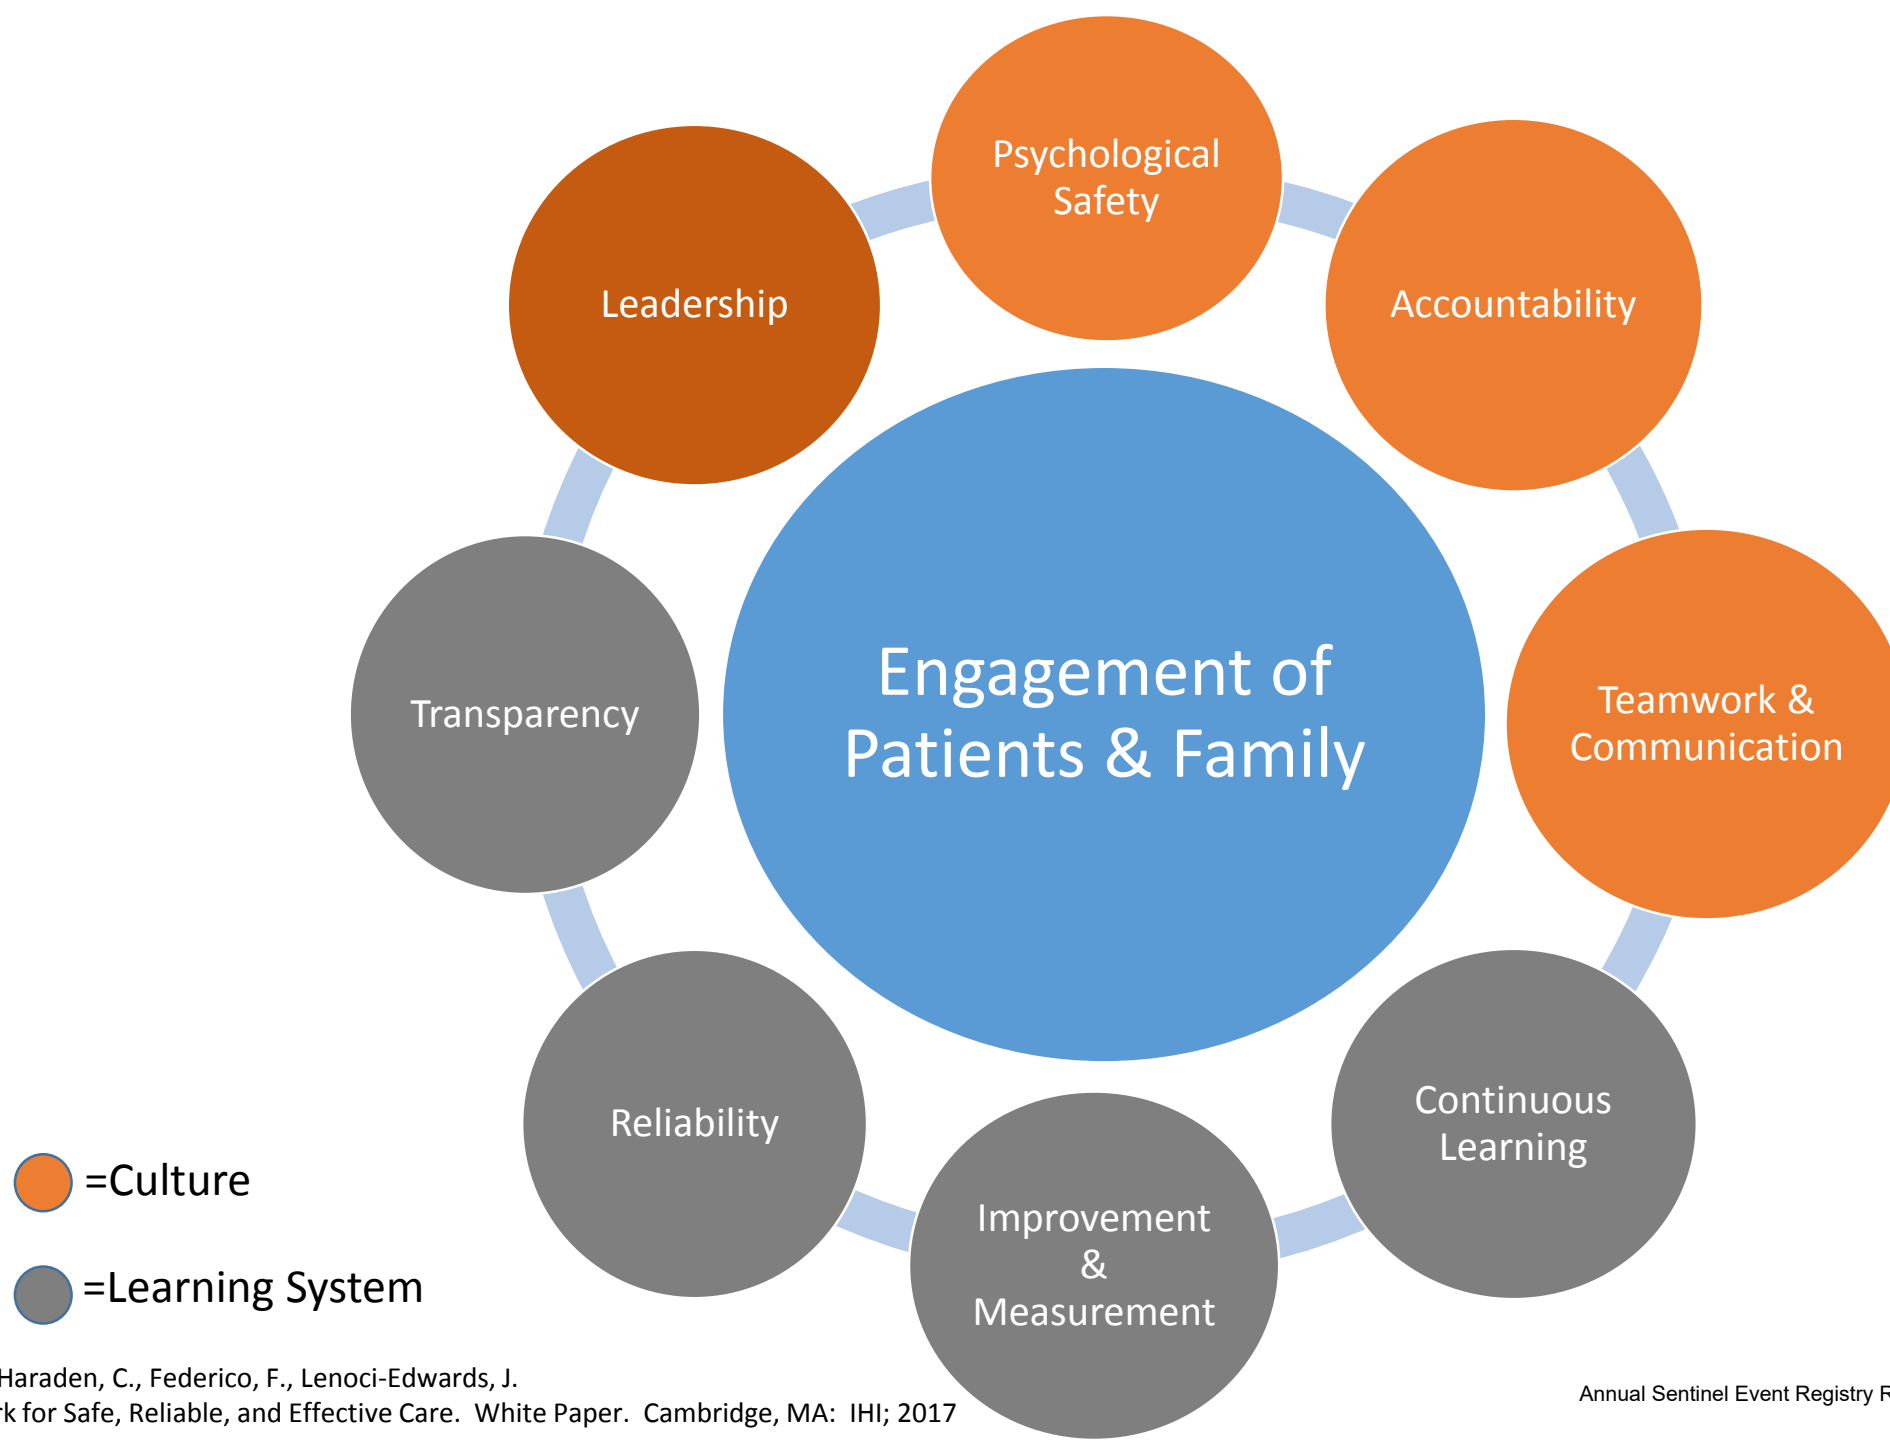 Psychological
Safety
Leadership
Accountability
Engagement of
Patients & Family
Transparency
Teamwork &
Communication
Reliability
Continuous
Learning
Improvement
&
Measurement
=Culture
=Learning System
Haraden, C., Federico, F., Lenoci-Edwards, J.
for Safe, Reliable, and Effective Care. White Paper. Cambridge, MA: IHI; 2017
Annual Sentinel Event Registry